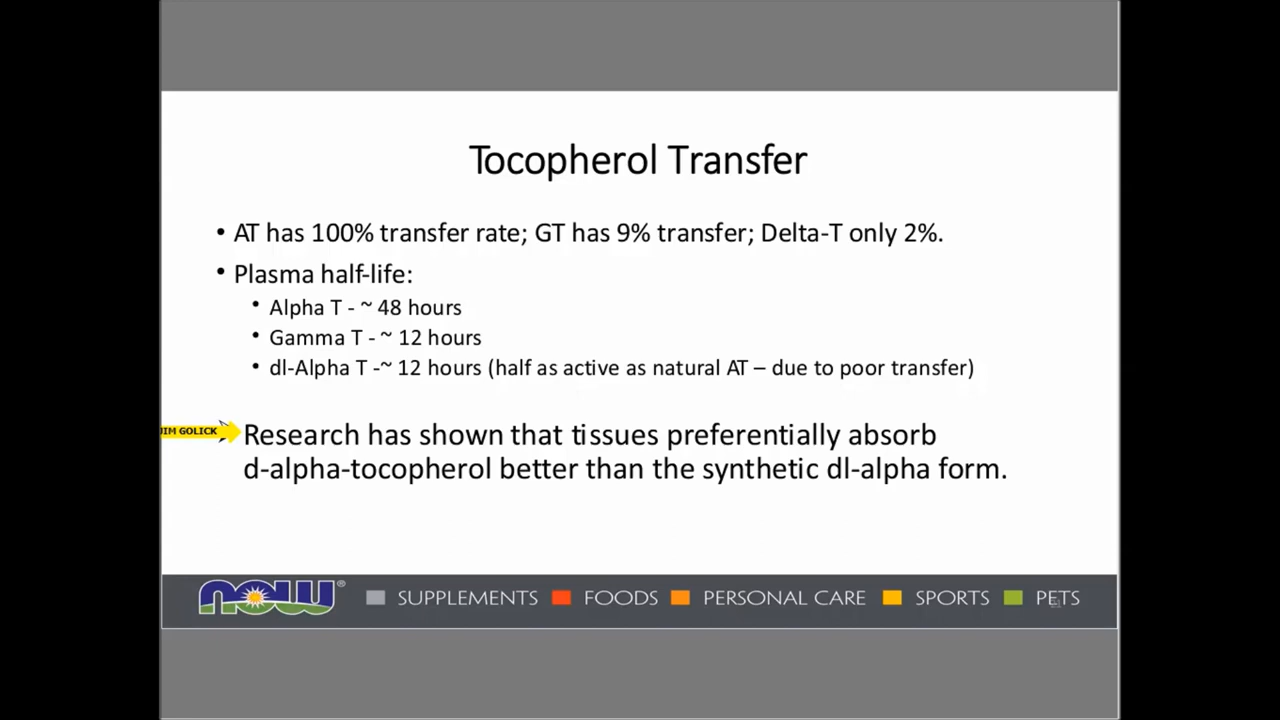 Tocopherol Transfer
• AT has 100% transfer rate; GT has 9% transfer; Delta-T only 2%.
• Plasma half-life:
• Alpha T - ~ 48 hours
• Gamma T - ~ 12 hours
• dl-Alpha T -~ 12 hours (half as active as natural AT – due to poor transfer)
JIM GOLICK
Research has shown that tissues preferentially absorb
d-alpha-tocopherol better than the synthetic dl-alpha form.
now® SUPPLEMENTS FOODS PERSONAL CARE SPORTS PETS